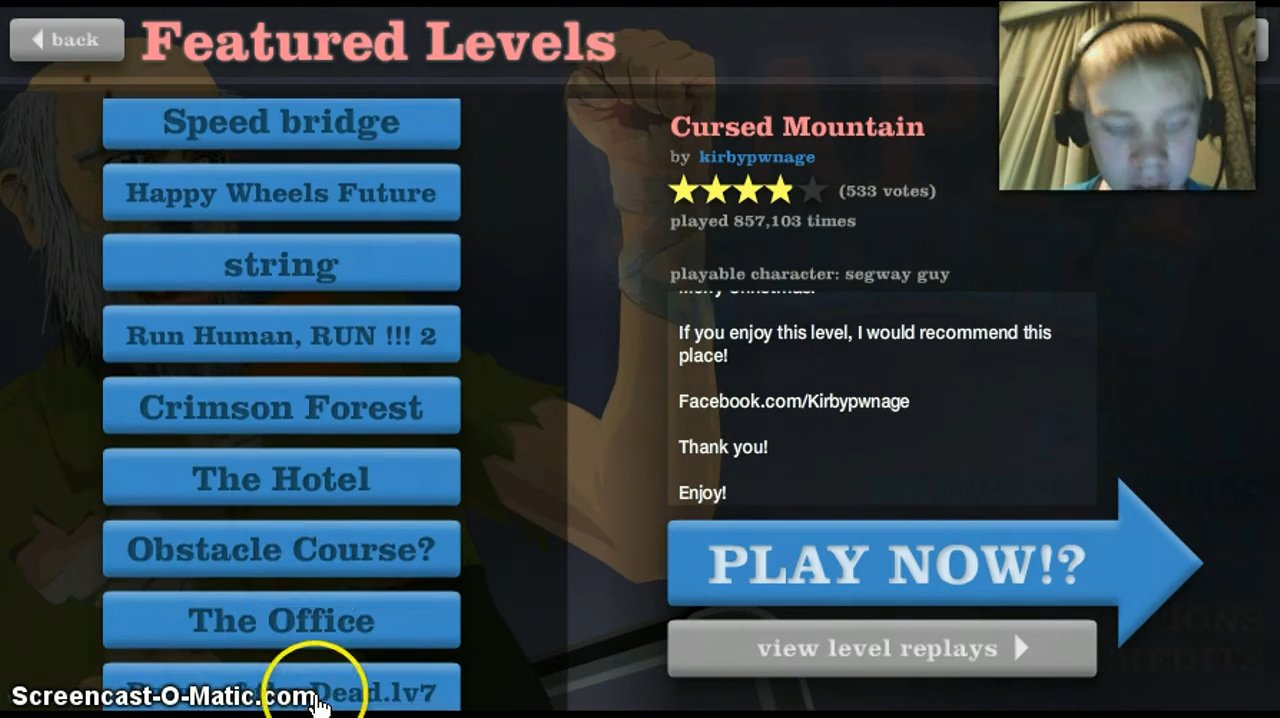 back
Featured Levels
Speed bridge
Happy Wheels Future
string
Run Human, RUN !!! 2
Crimson Forest
The Hotel
Obstacle Course?
The Office
Dead.lv7
Screencast-O-Matic.com
Cursed Mountain
by kirbypwnage
(533 votes)
played 857,103 times
playable character: segway guy
Merry Christmas!
If you enjoy this level, I would recommend this
place!
Facebook.com/Kirbypwnage
Thank you!
Enjoy!
PLAY NOW!?
view level replays